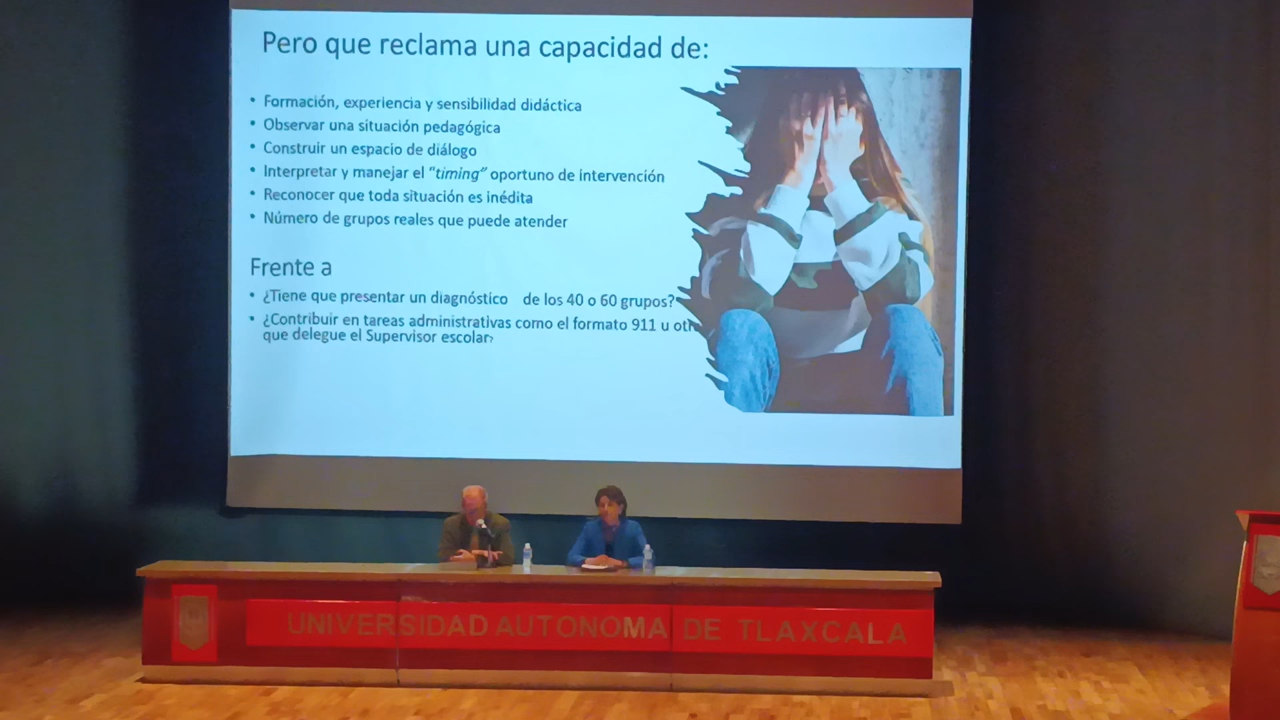 Pero que reclama una capacidad de:
• Formación, experiencia y sensibilidad didáctica
• Observar una situación pedagógica
• Construir un espacio de diálogo
• Interpretar y manejar el “timing” oportuno de intervención
• Reconocer que toda situación es inédita
• Número de grupos reales que puede atender
Frente a
• ¿Tiene que presentar un diagnóstico de los 40 o 60 grupos?
• ¿Contribuir en tareas administrativas como el formato 911 u
que delegue el Supervisor escolar?
UNIVERSIDAD AUTONOMA DE TLAXCALA